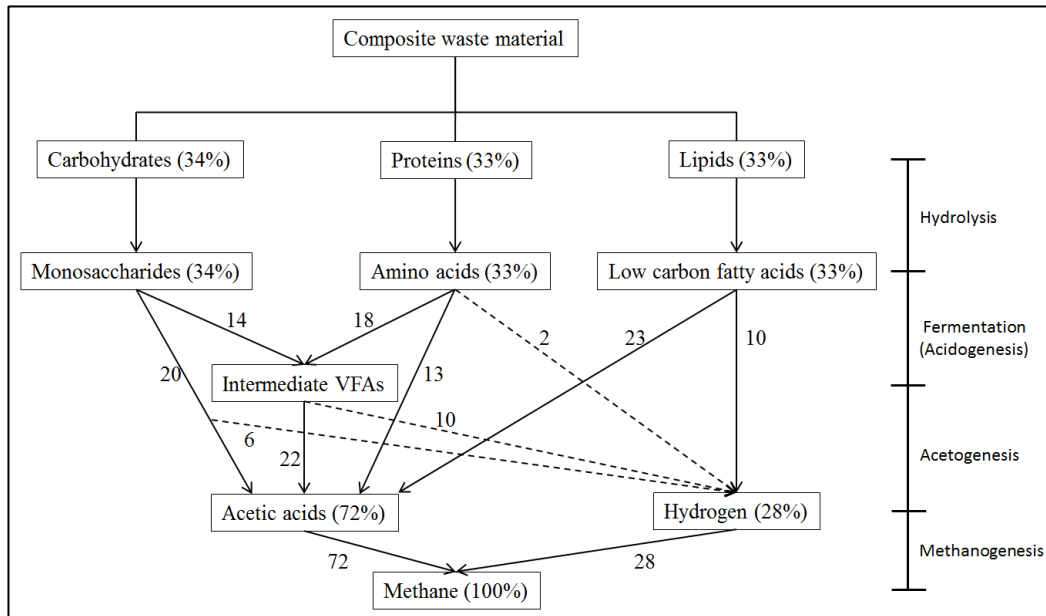 Composite waste material
Carbohydrates (34%)
Proteins (33%)
Lipids (33%)
Hydrolysis
Monosaccharides (34%)
Amino acids (33%)
Low carbon fatty acids (33%)
14
18
2
23
10
Fermentation
(Acidogenesis)
20
Intermediate VFAs
13
6
22
10
Acetogenesis
Acetic acids (72%)
Hydrogen (28%)
72
28
Methanogenesis
Methane (100%)